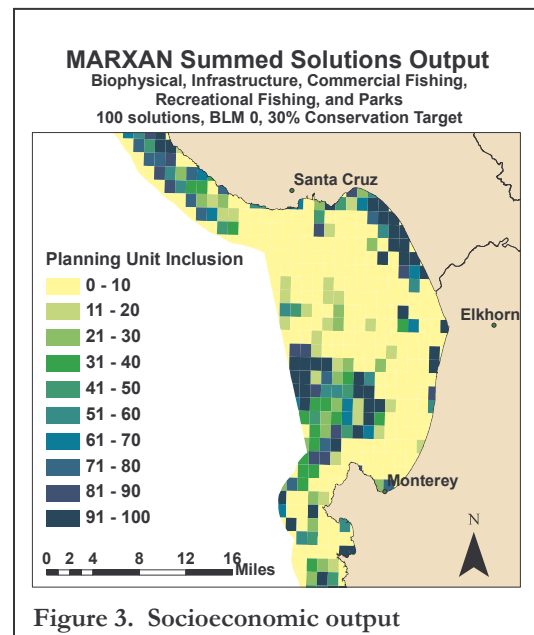 MARXAN Summed Solutions Output
Biophysical, Infrastructure, Commercial Fishing,
Recreational Fishing, and Parks
100 solutions, BLM 0, 30% Conservation Target
Santa Cruz
Planning Unit Inclusion
0 - 10
11 - 20
21 - 30
31 - 40
41 - 50
51 - 60
61 - 70
71 - 80
81 - 90
91 - 100
Elkhorn
Monterey
N
0 2 4 8 12 16
Miles
Figure 3. Socioeconomic output